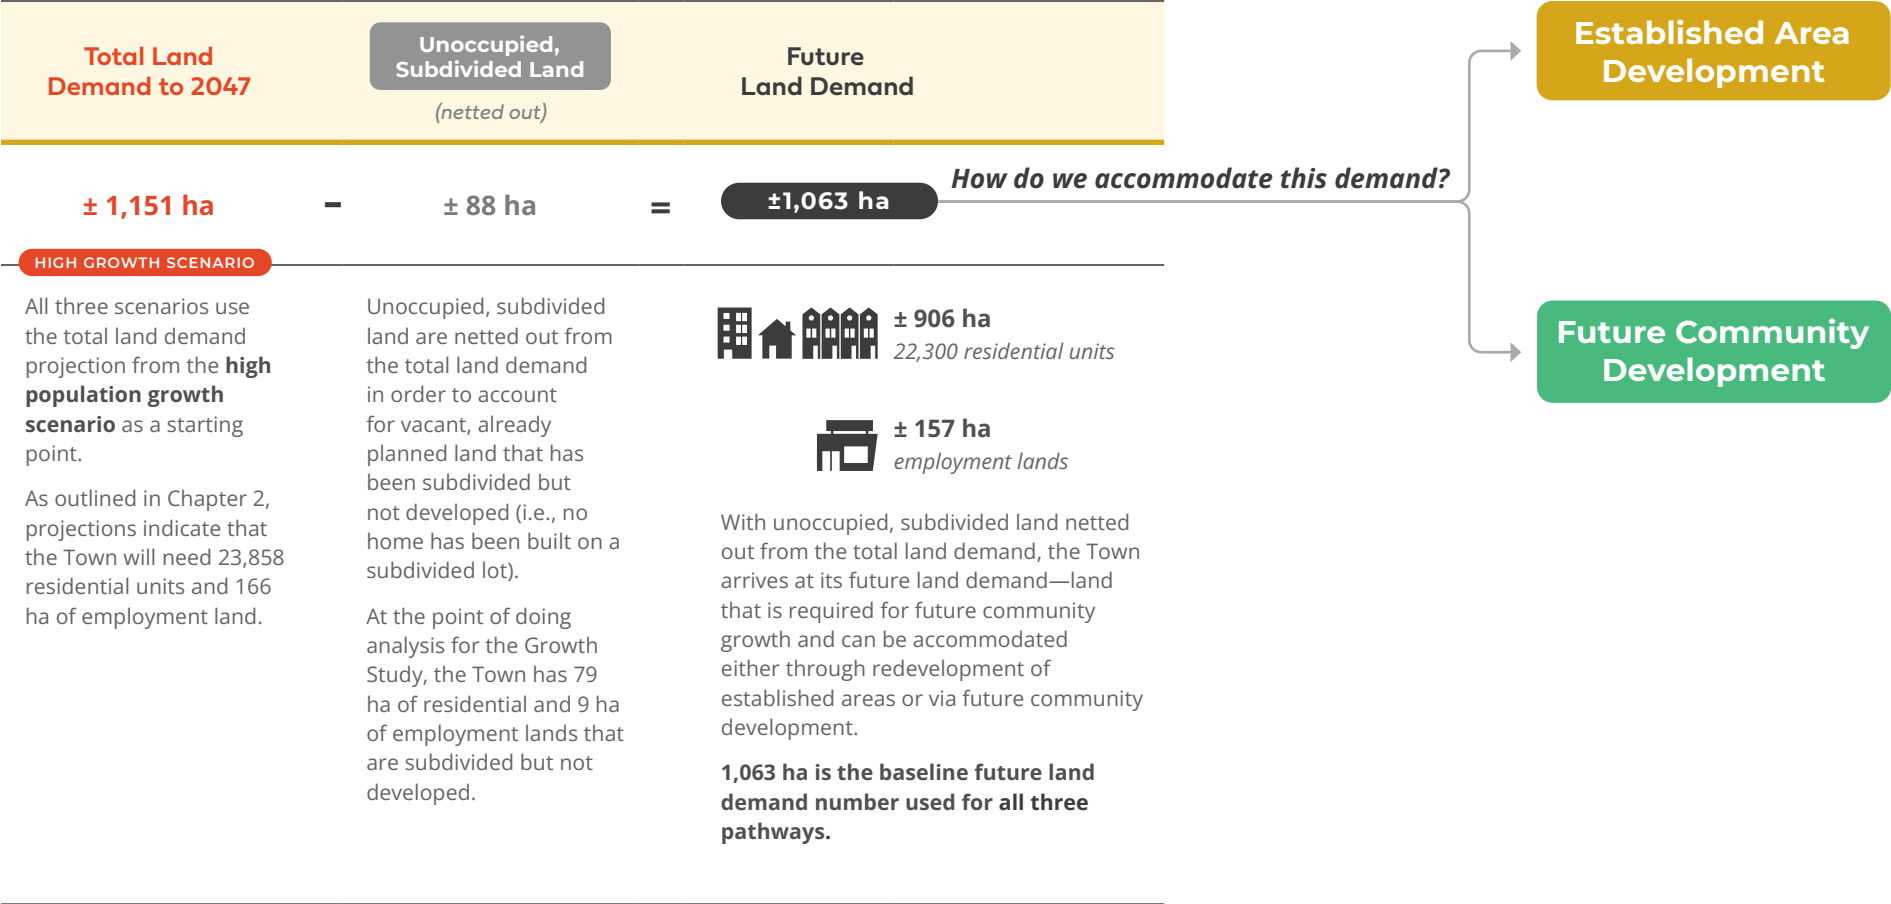 Total Land
Demand to 2047
Unoccupied,
Subdivided Land
(netted out)
Future
Land Demand
± 1,151 ha
-
± 88 ha
=
±1,063 ha
How do we accommodate this demand?
Established Area
Development
Future Community
Development
HIGH GROWTH SCENARIO
All three scenarios use
the total land demand
projection from the high
population growth
scenario as a starting
point.
As outlined in Chapter 2,
projections indicate that
the Town will need 23,858
residential units and 166
ha of employment land.
Unoccupied, subdivided
land are netted out from
the total land demand
in order to account
for vacant, already
planned land that has
been subdivided but
not developed (i.e., no
home has been built on a
subdivided lot).
At the point of doing
analysis for the Growth
Study, the Town has 79
ha of residential and 9 ha
of employment lands that
are subdivided but not
developed.
± 906 ha
22,300 residential units
± 157 ha
employment lands
With unoccupied, subdivided land netted
out from the total land demand, the Town
arrives at its future land demand—land
that is required for future community
growth and can be accommodated
either through redevelopment of
established areas or via future community
development.
1,063 ha is the baseline future land
demand number used for all three
pathways.